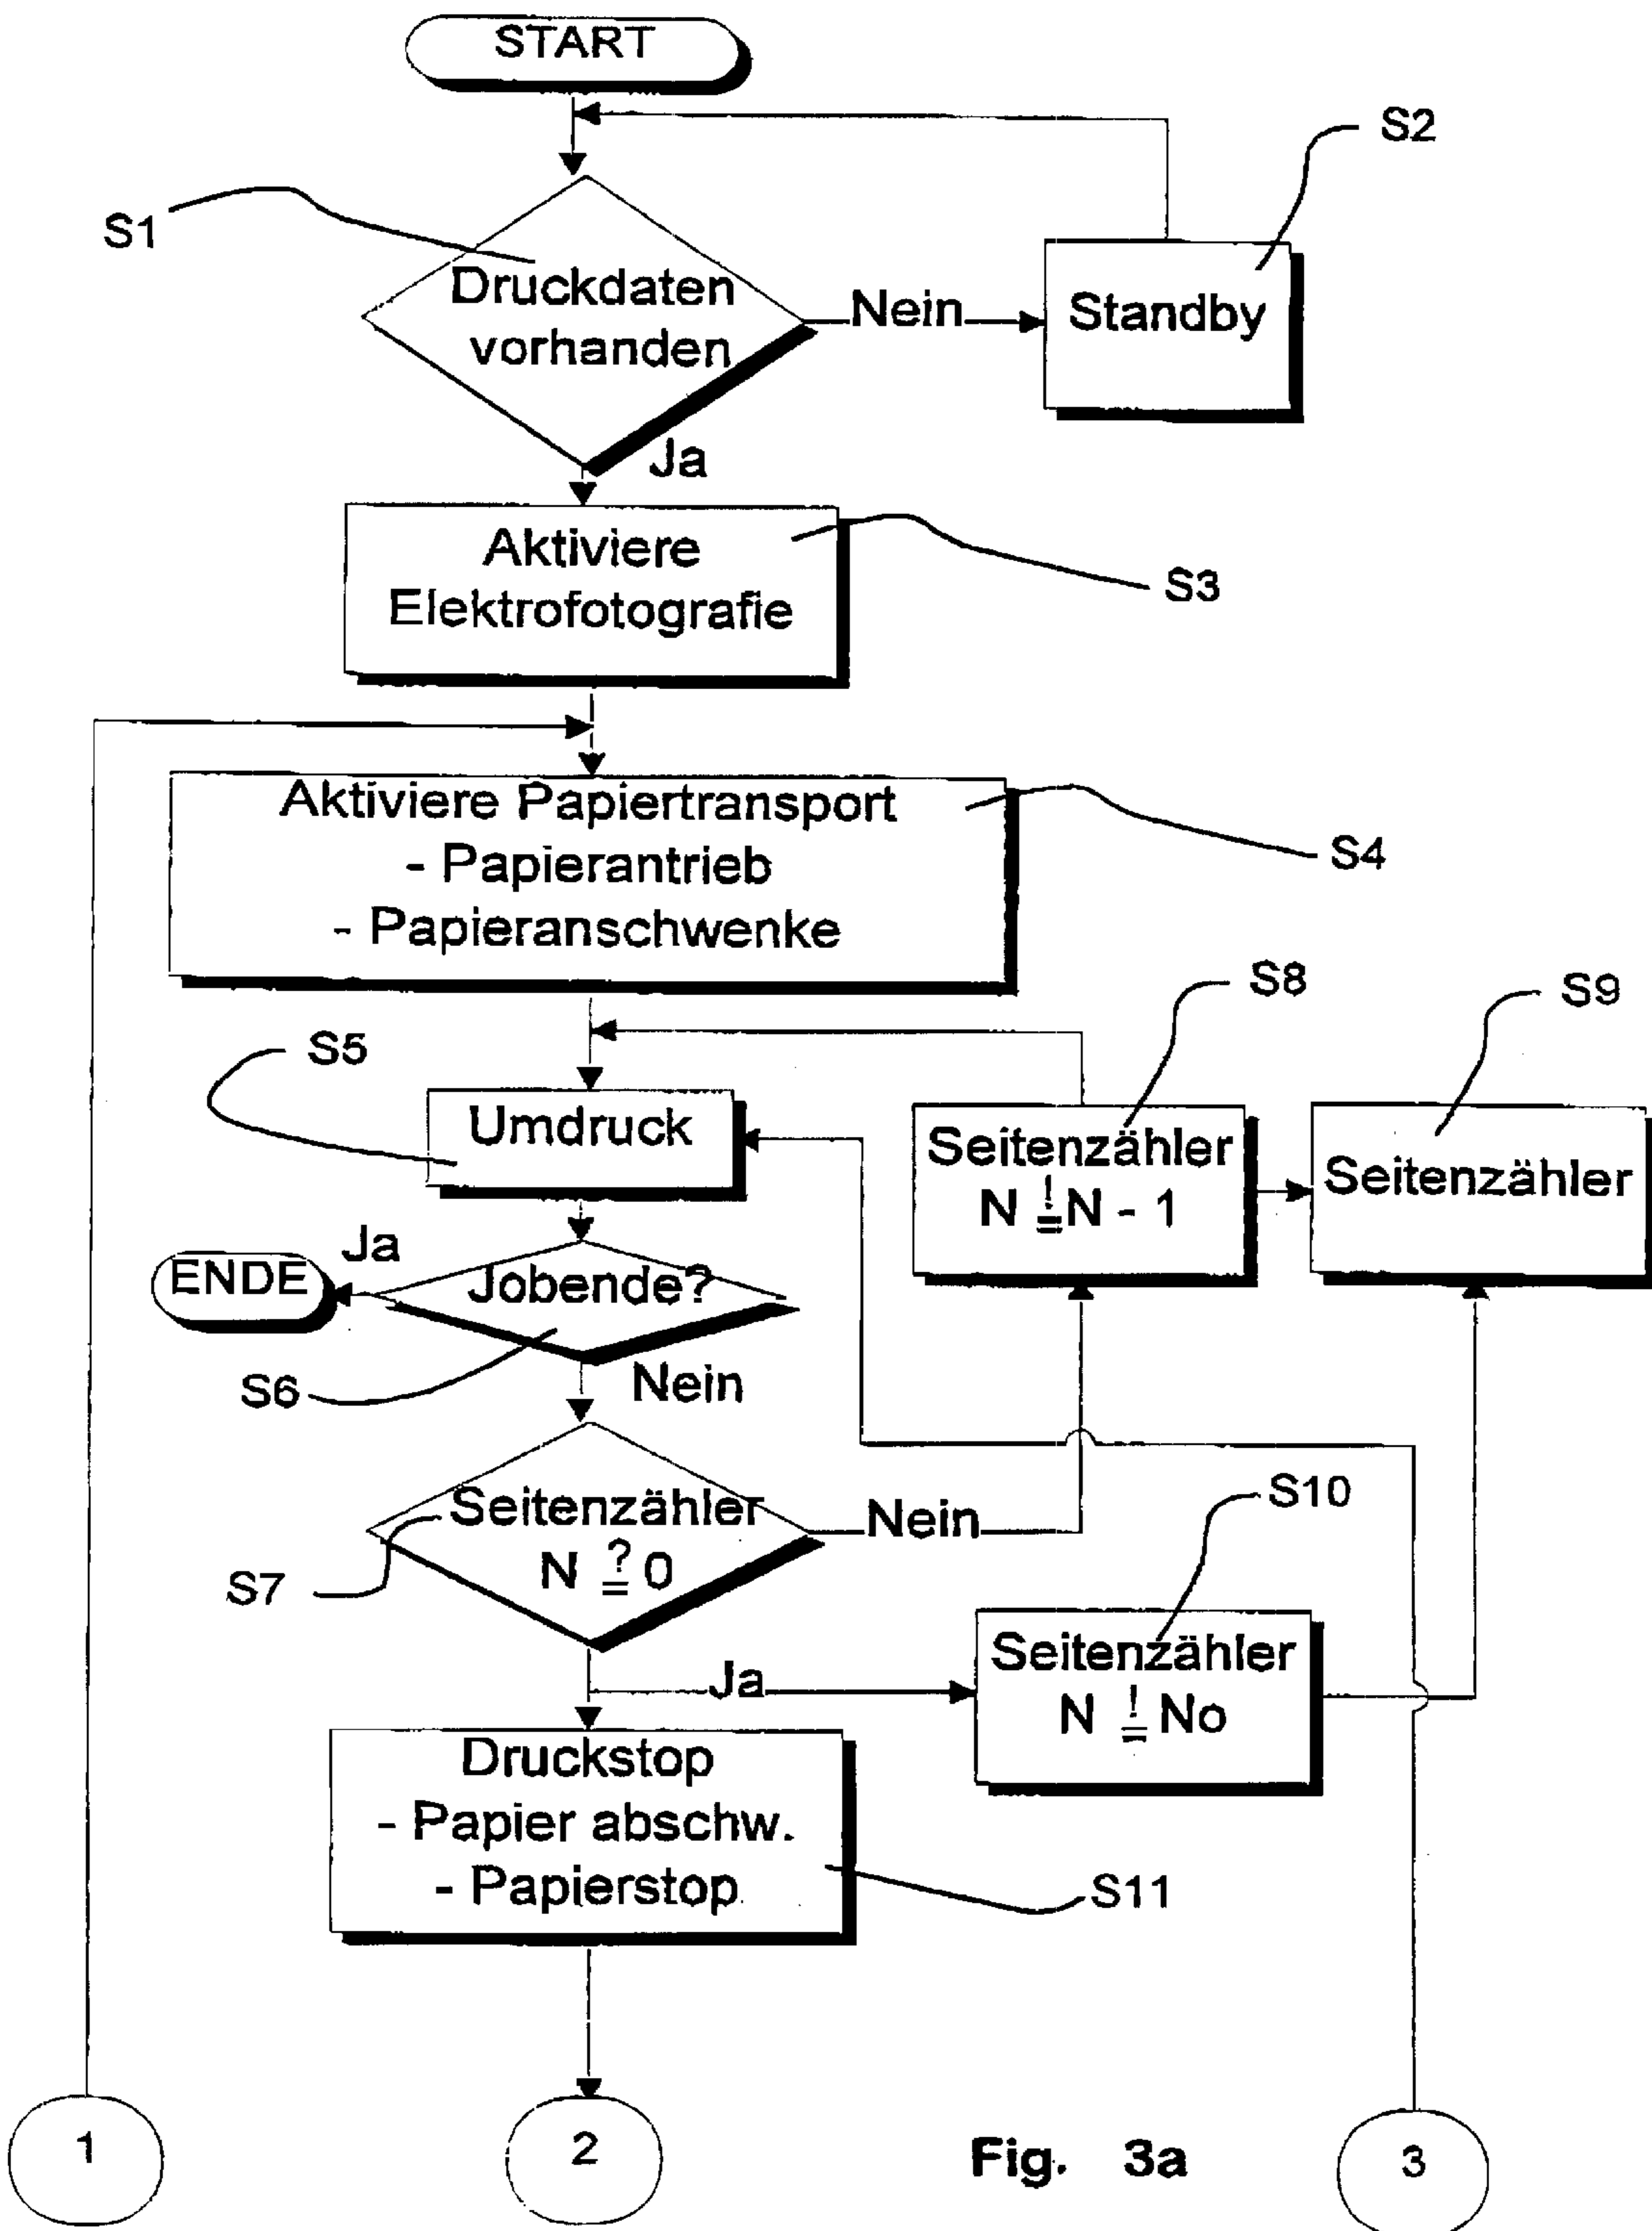 START
S2
S1
Druckdaten
vorhanden
Nein
Standby
Ja
Aktiviere
Elektrofotografie
S3
Aktiviere Papiertransport
- Papierantrieb
- Papieranschwenke
S4
S8
S9
S5
Umdruck
Seitenzähler
N != N - 1
Seitenzähler
Ja
ENDE
Jobende?
S6
Nein
Seitenzähler
N ?= 0
Nein
S10
S7
Ja
Seitenzähler
N != No
Druckstop
- Papier abschw.
- Papierstop
S11
1
2
Fig. 3a
3